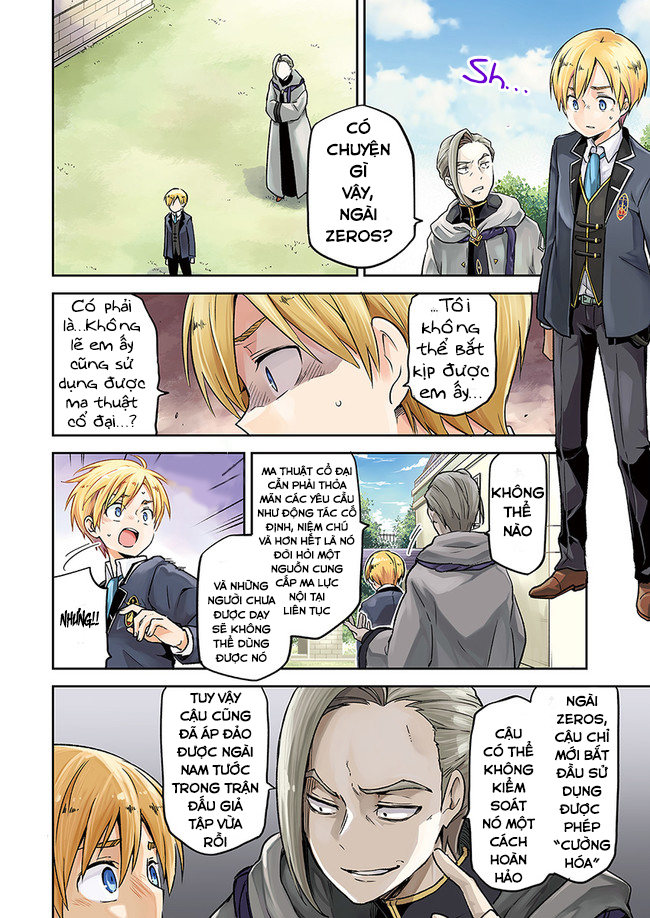 Sh...
CÓ
CHUYỆN
GÌ
VẬY,
NGÀI
ZEROS?
...Tôi
không
thể bắt
kịp được
em ấy...
Có phải
là...Không
lẽ em ấy
cũng sử
dụng được
ma thuật
cổ đại...?
KHÔNG
THỂ
NÀO
MA THUẬT CỔ ĐẠI
CẦN PHẢI THỎA
MÃN CÁC YÊU CẦU
NHƯ ĐỘNG TÁC CỐ
ĐỊNH, NIỆM CHÚ
VÀ HƠN HẾT LÀ NÓ
ĐÒI HỎI MỘT
NGUỒN CUNG
CẤP MA LỰC
NỘI TẠI
LIÊN TỤC
VÀ NHỮNG
NGƯỜI CHƯA
ĐƯỢC DẠY
SẼ KHÔNG
THỂ DÙNG
ĐƯỢC NÓ
NHƯNG!!
NGÀI
ZEROS,
CẬU CHỈ
MỚI BẮT
ĐẦU SỬ
DỤNG
ĐƯỢC
PHÉP
"CƯỜNG
HÓA"
CẬU
CÓ THỂ
KHÔNG
KIỂM
SOÁT
NÓ MỘT
CÁCH
HOÀN
HẢO
TUY VẬY
CẬU CŨNG
ĐÃ ÁP ĐẢO
ĐƯỢC NGÀI
NAM TƯỚC
TRONG TRẬN
ĐẤU GIẢ
TẬP VỪA
RỒI